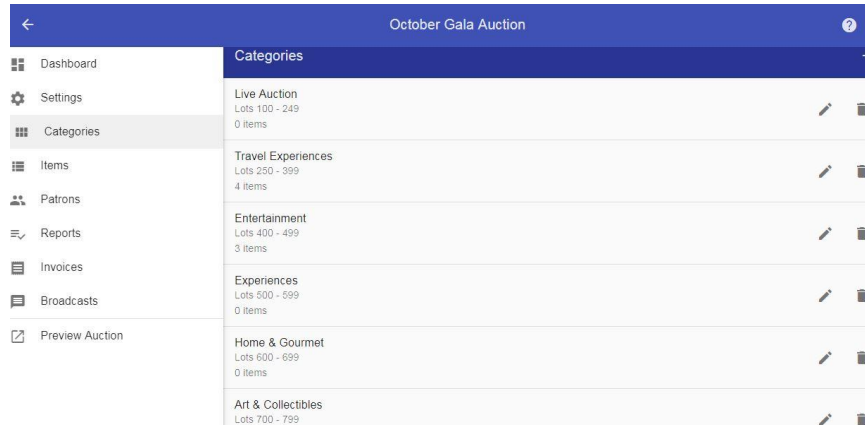 October Gala Auction
Dashboard
Settings
Categories
Items
Patrons
Reports
Invoices
Broadcasts
Preview Auction
Categories
Live Auction
Lots 100 - 249
0 items
Travel Experiences
Lots 250 - 399
4 items
Entertainment
Lots 400 - 499
3 items
Experiences
Lots 500 - 599
0 items
Home & Gourmet
Lots 600 - 699
0 items
Art & Collectibles
Lots 700 - 799